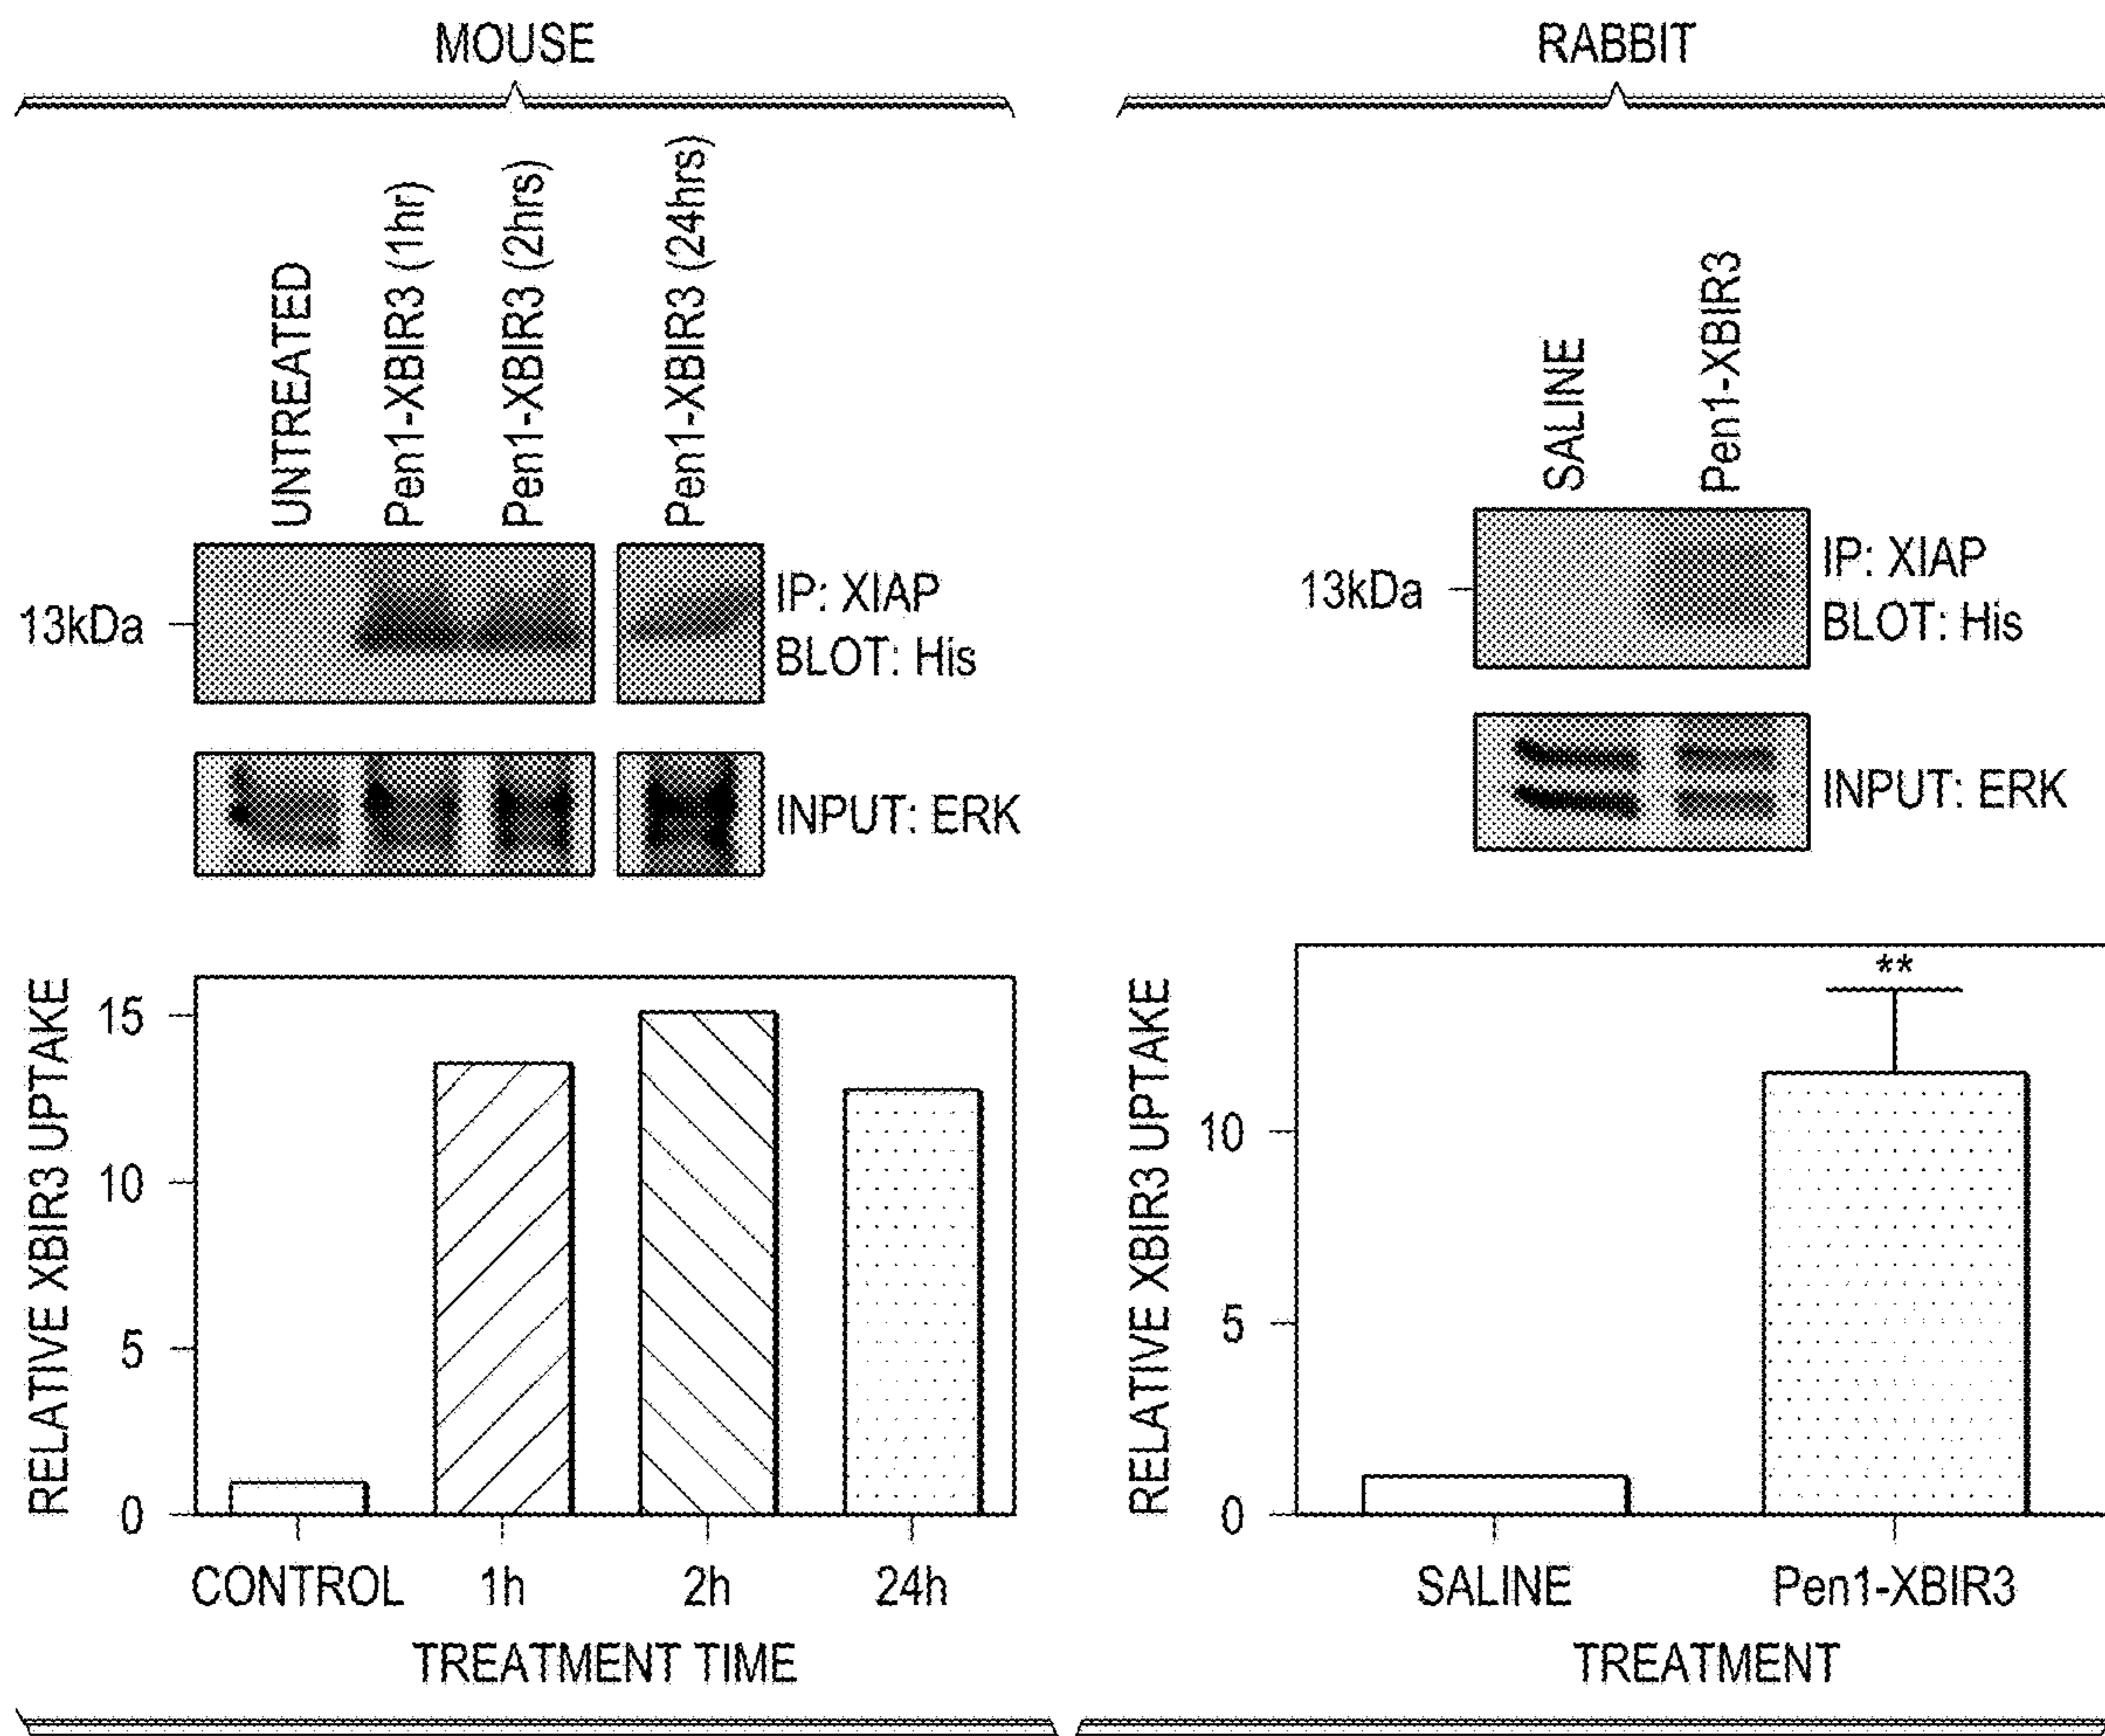 MOUSE
UNTREATED
Pen1-XBIR3 (1hr)
Pen1-XBIR3 (2hrs)
Pen1-XBIR3 (24hrs)
13kDa
IP: XIAP
BLOT: His
INPUT: ERK
RELATIVE XBIR3 UPTAKE
15
10
5
0
CONTROL 1h 2h 24h
TREATMENT TIME
RABBIT
SALINE
Pen1-XBIR3
13kDa
IP: XIAP
BLOT: His
INPUT: ERK
RELATIVE XBIR3 UPTAKE
**
10
5
0
SALINE Pen1-XBIR3
TREATMENT